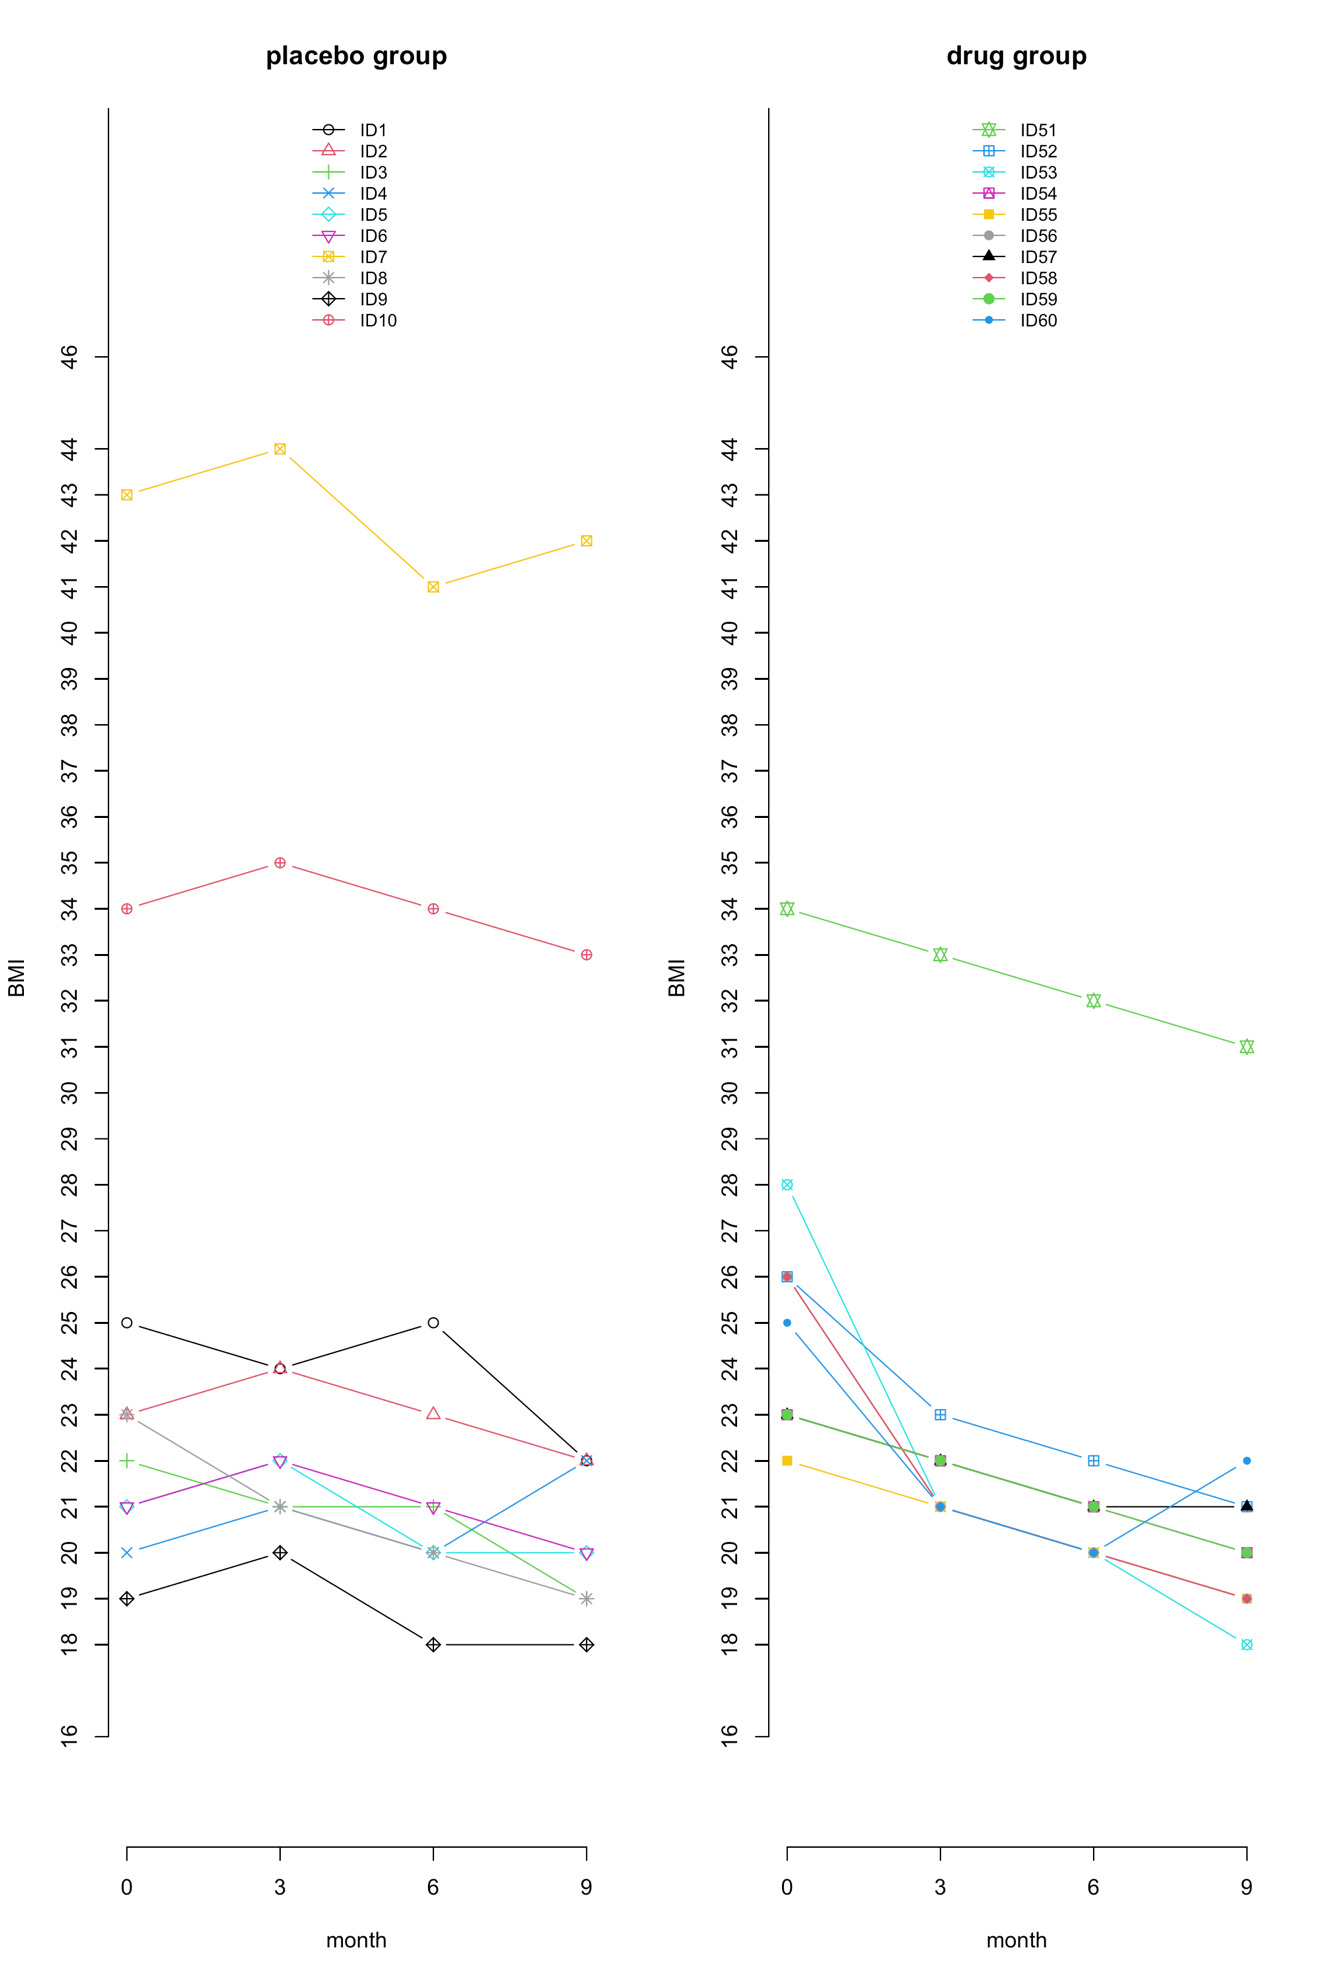 placebo group
ID1
ID2
ID3
ID4
ID5
ID6
ID7
ID8
ID9
ID10
BMI
46
44
43
42
41
40
39
38
37
36
35
34
33
32
31
30
29
28
27
26
25
24
23
22
21
20
19
18
16
0 3 6 9
month
drug group
ID51
ID52
ID53
ID54
ID55
ID56
ID57
ID58
ID59
ID60
BMI
46
44
43
42
41
40
39
38
37
36
35
34
33
32
31
30
29
28
27
26
25
24
23
22
21
20
19
18
16
0 3 6 9
month